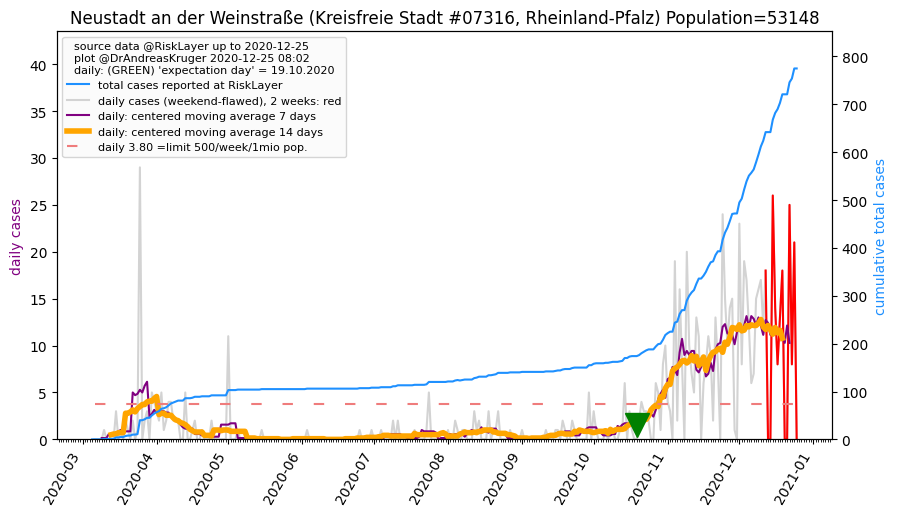 Neustadt an der Weinstraße (Kreisfreie Stadt #07316, Rheinland-Pfalz) Population=53148
source data @RiskLayer up to 2020-12-25
plot @DrAndreasKruger 2020-12-25 08:02
daily: (GREEN) 'expectation day' = 19.10.2020
total cases reported at RiskLayer
daily cases (weekend-flawed), 2 weeks: red
daily: centered moving average 7 days
daily: centered moving average 14 days
daily 3.80 =limit 500/week/1mio pop.
daily cases
40
35
30
25
20
15
10
5
0
800
700
600
500
400
300
200
100
0
cumulative total cases
2020-03
2020-04
2020-05
2020-06
2020-07
2020-08
2020-09
2020-10
2020-11
2020-12
2021-01